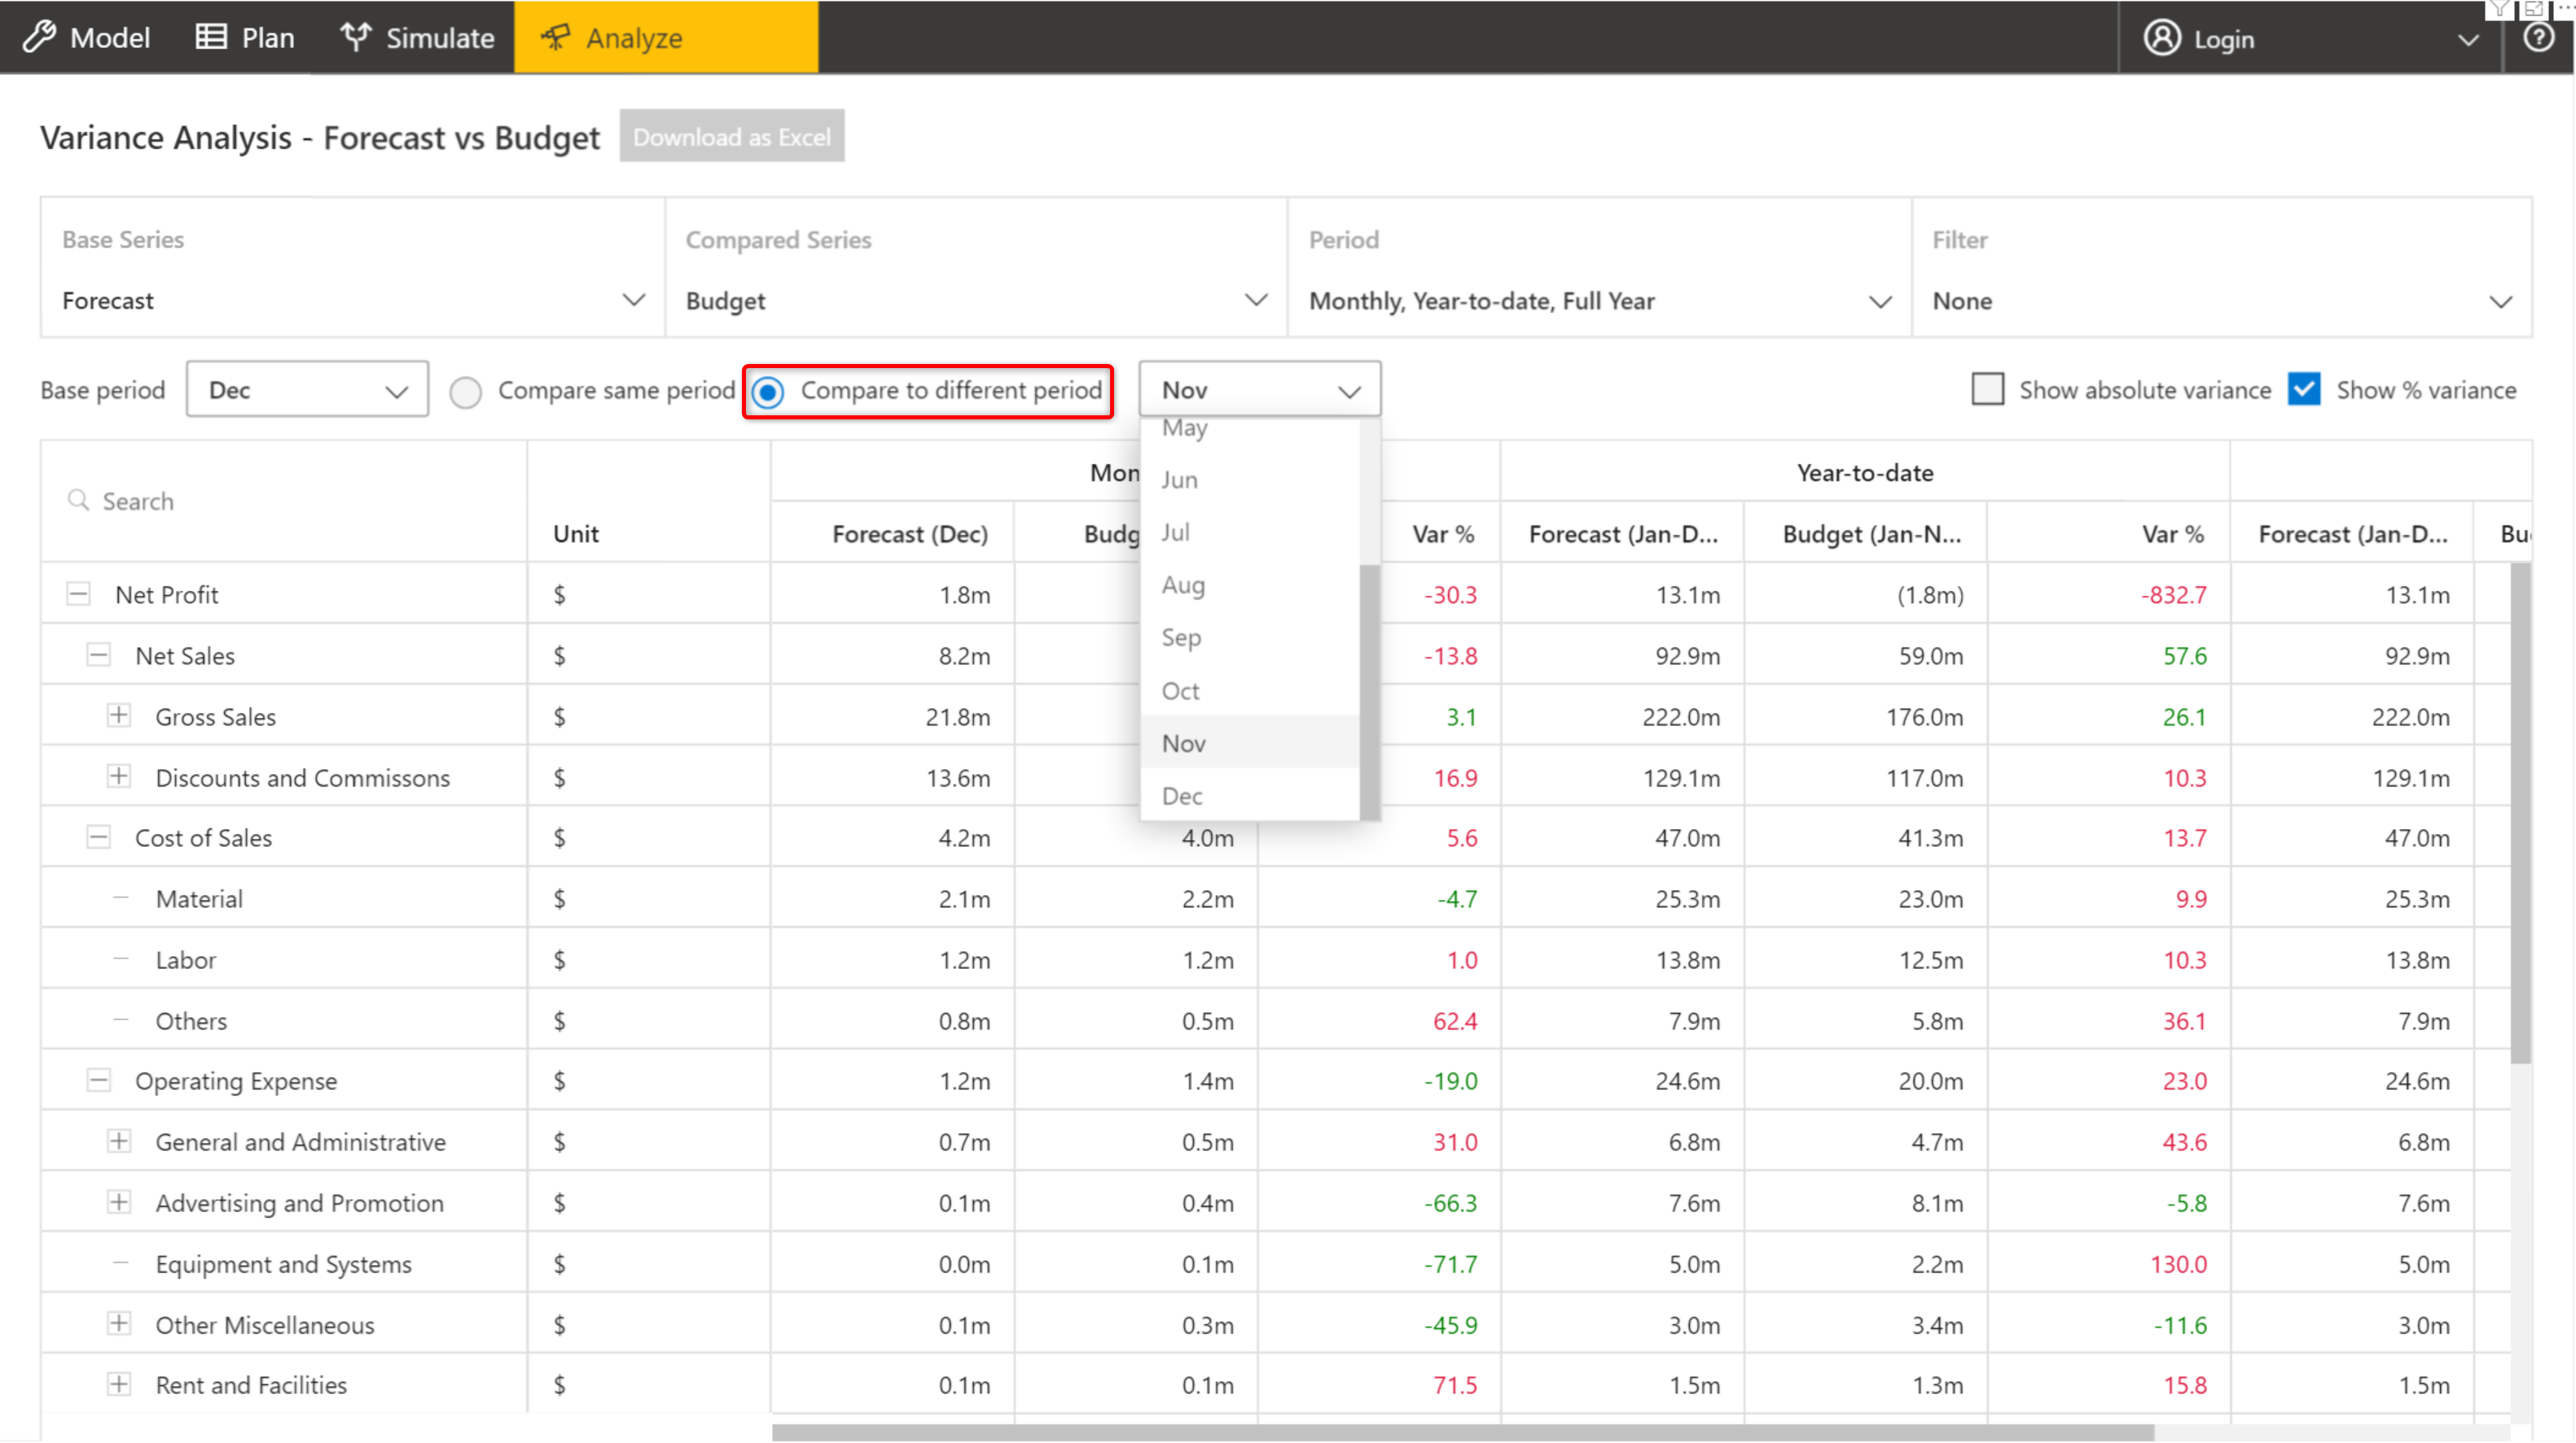 Model Plan Simulate Analyze Login
Variance Analysis - Forecast vs Budget Download as Excel
Base Series Compared Series Period Filter
Forecast Budget Monthly, Year-to-date, Full Year None
Base period Dec Compare same period Compare to different period Nov Show absolute variance Show % variance
May
Jun
Jul
Aug
Sep
Oct
Nov
Dec
Mon Year-to-date
Search
Unit Forecast (Dec) Budg Var % Forecast (Jan-D... Budget (Jan-N... Var % Forecast (Jan-D... Bu
Net Profit $ 1.8m -30.3 13.1m (1.8m) -832.7 13.1m
Net Sales $ 8.2m -13.8 92.9m 59.0m 57.6 92.9m
Gross Sales $ 21.8m 3.1 222.0m 176.0m 26.1 222.0m
Discounts and Commissons $ 13.6m 16.9 129.1m 117.0m 10.3 129.1m
Cost of Sales $ 4.2m 4.0m 5.6 47.0m 41.3m 13.7 47.0m
Material $ 2.1m 2.2m -4.7 25.3m 23.0m 9.9 25.3m
Labor $ 1.2m 1.2m 1.0 13.8m 12.5m 10.3 13.8m
Others $ 0.8m 0.5m 62.4 7.9m 5.8m 36.1 7.9m
Operating Expense $ 1.2m 1.4m -19.0 24.6m 20.0m 23.0 24.6m
General and Administrative $ 0.7m 0.5m 31.0 6.8m 4.7m 43.6 6.8m
Advertising and Promotion $ 0.1m 0.4m -66.3 7.6m 8.1m -5.8 7.6m
Equipment and Systems $ 0.0m 0.1m -71.7 5.0m 2.2m 130.0 5.0m
Other Miscellaneous $ 0.1m 0.3m -45.9 3.0m 3.4m -11.6 3.0m
Rent and Facilities $ 0.1m 0.1m 71.5 1.5m 1.3m 15.8 1.5m